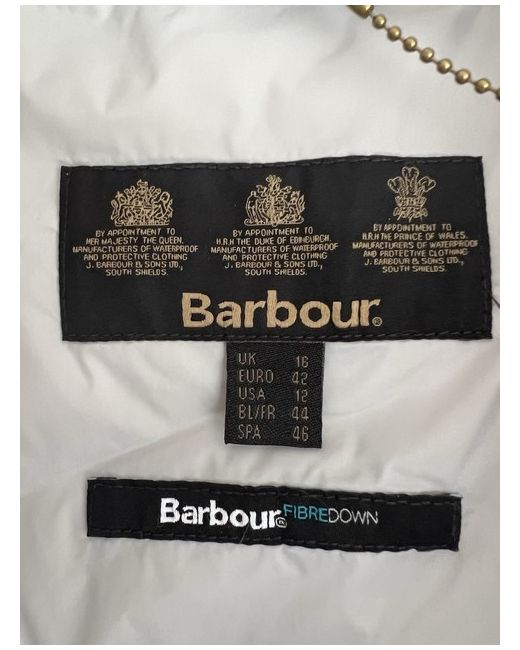 BY APPOINTMENT TO
HER MAJESTY THE QUEEN.
MANUFACTURERS OF WATERPROOF
AND PROTECTIVE CLOTHING
J. BARBOUR & SONS LTD.,
SOUTH SHIELDS.
BY APPOINTMENT TO
H.R.H THE DUKE OF EDINBURGH.
MANUFACTURERS OF WATERPROOF
AND PROTECTIVE CLOTHING
J. BARBOUR & SONS LTD.,
SOUTH SHIELDS.
BY APPOINTMENT TO
H.R.H THE PRINCE OF WALES.
MANUFACTURERS OF WATERPROOF
AND PROTECTIVE CLOTHING
J. BARBOUR & SONS LTD.,
SOUTH SHIELDS.
Barbour®
UK 16
EURO 42
USA 12
BL/FR 44
SPA 46
Barbour® FIBREDOWN